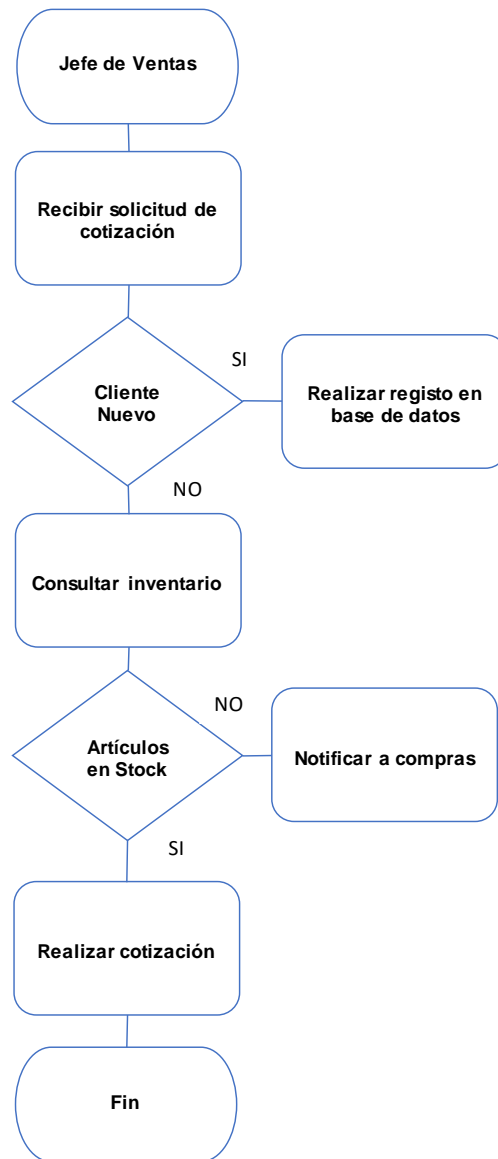 Jefe de Ventas
Recibir solicitud de
cotización
SI
Cliente
Nuevo
Realizar registo en
base de datos
NO
Consultar inventario
NO
Artículos
en Stock
Notificar a compras
SI
Realizar cotización
Fin